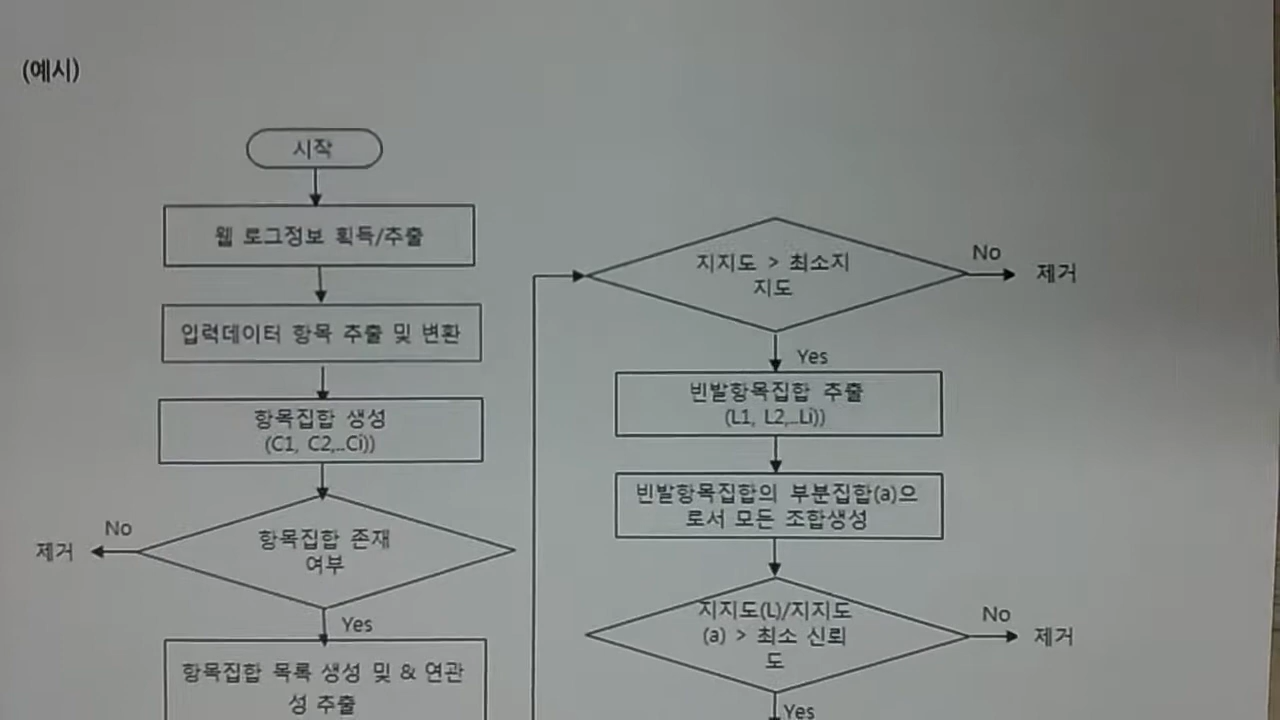 (예시)
시작
웹 로그정보 획득/추출
입력데이터 항목 추출 및 변환
항목집합 생성
(C1, C2,..Ci))
항목집합 존재
여부
No
제거
Yes
항목집합 목록 생성 및 & 연관
성 추출
지지도 > 최소지
지도
No
제거
Yes
빈발항목집합 추출
(L1, L2,..Li))
빈발항목집합의 부분집합(a)으
로서 모든 조합생성
지지도(L)/지지도
(a) > 최소 신뢰
도
No
제거
Yes